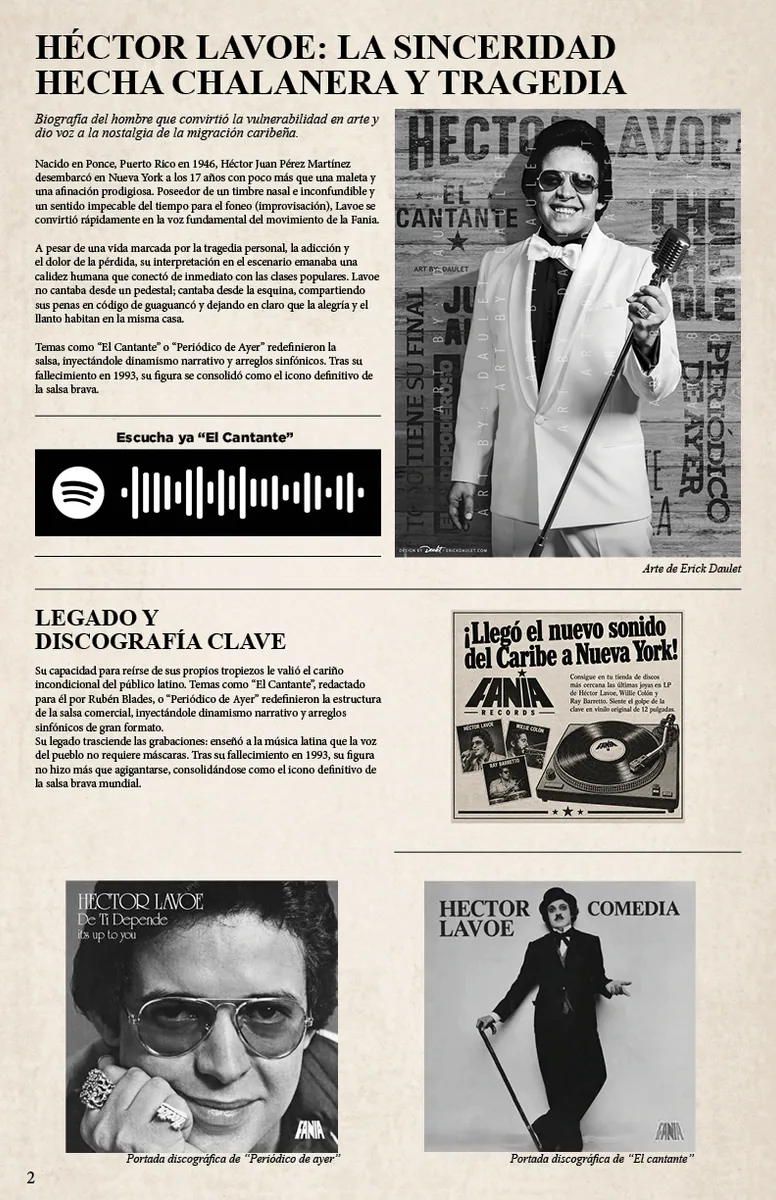 HÉCTOR LAVOE: LA SINCERIDAD
HECHA CHALANERA Y TRAGEDIA
Biografía del hombre que convirtió la vulnerabilidad en arte y
dio voz a la nostalgia de la migración caribeña.
Nacido en Ponce, Puerto Rico en 1946, Héctor Juan Pérez Martínez
desembarcó en Nueva York a los 17 años con poco más que una maleta y
una afinación prodigiosa. Poseedor de un timbre nasal e inconfundible y
un sentido impecable del tiempo para el foneo (improvisación), Lavoe se
convirtió rápidamente en la voz fundamental del movimiento de la Fania.
A pesar de una vida marcada por la tragedia personal, la adicción y
el dolor de la pérdida, su interpretación en el escenario emanaba una
calidez humana que conectó de inmediato con las clases populares. Lavoe
no cantaba desde un pedestal; cantaba desde la esquina, compartiendo
sus penas en código de guaguancó y dejando en claro que la alegría y el
llanto habitan en la misma casa.
Temas como “El Cantante” o “Periódico de Ayer” redefinieron la
salsa, inyectándole dinamismo narrativo y arreglos sinfónicos. Tras su
fallecimiento en 1993, su figura se consolidó como el icono definitivo de
la salsa brava.
Escucha ya “El Cantante”
HECTOR LAVOE
EL
CANTANTE
ART BY: DAULET
TODO TIENE SU FINAL
PERIÓDICO
DE AYER
ART BY: DAULET
DESIGN BY Daulet • ERICKDAULET.COM
Arte de Erick Daulet
LEGADO Y
DISCOGRAFÍA CLAVE
Su capacidad para reírse de sus propios tropiezos le valió el cariño
incondicional del público latino. Temas como “El Cantante”, redactado
para él por Rubén Blades, o “Periódico de Ayer” redefinieron la estructura
de la salsa comercial, inyectándole dinamismo narrativo y arreglos
sinfónicos de gran formato.
Su legado trasciende las grabaciones: enseñó a la música latina que la voz
del pueblo no requiere máscaras. Tras su fallecimiento en 1993, su figura
no hizo más que agigantarse, consolidándose como el icono definitivo de
la salsa brava mundial.
¡Llegó el nuevo sonido
del Caribe a Nueva York!
FANIA
RECORDS
Consigue en tu tienda de discos
más cercana las últimas joyas en LP
de Héctor Lavoe, Willie Colón y
Ray Barretto. Siente el golpe de la
clave en vinilo original de 12 pulgadas.
HÉCTOR LAVOE
WILLIE COLÓN
RAY BARRETTO
FANIA
HECTOR LAVOE
De Ti Depende
it's up to you
FANIA
Portada discográfica de “Periódico de ayer”
HECTOR
LAVOE
COMEDIA
FANIA
Portada discográfica de “El cantante”
2